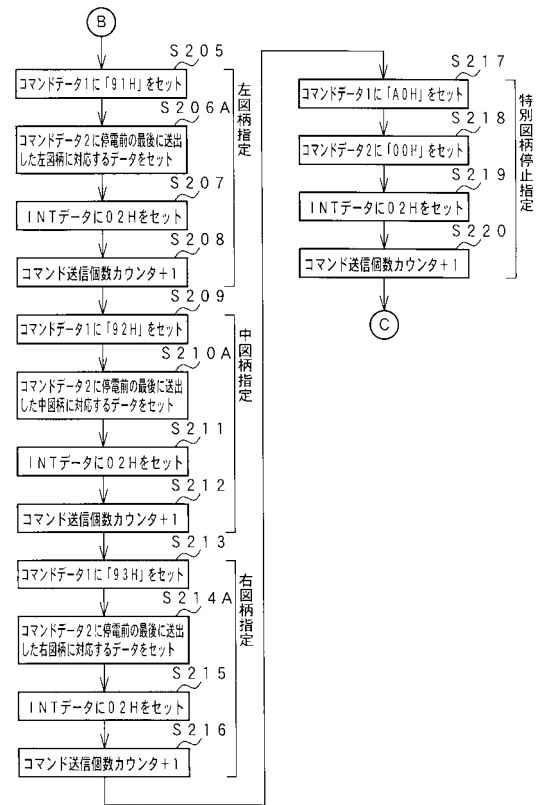 B
S205
コマンドデータ1に「91H」をセット
S206A
コマンドデータ2に停電前の最後に送出
した左図柄に対応するデータをセット
S207
INTデータに02Hをセット
S208
コマンド送信個数カウンタ+1
左図柄指定
S209
コマンドデータ1に「92H」をセット
S210A
コマンドデータ2に停電前の最後に送出
した中図柄に対応するデータをセット
S211
INTデータに02Hをセット
S212
コマンド送信個数カウンタ+1
中図柄指定
S213
コマンドデータ1に「93H」をセット
S214A
コマンドデータ2に停電前の最後に送出
した右図柄に対応するデータをセット
S215
INTデータに02Hをセット
S216
コマンド送信個数カウンタ+1
右図柄指定
S217
コマンドデータ1に「A0H」をセット
S218
コマンドデータ2に「00H」をセット
S219
INTデータに02Hをセット
S220
コマンド送信個数カウンタ+1
特別図柄停止指定
C